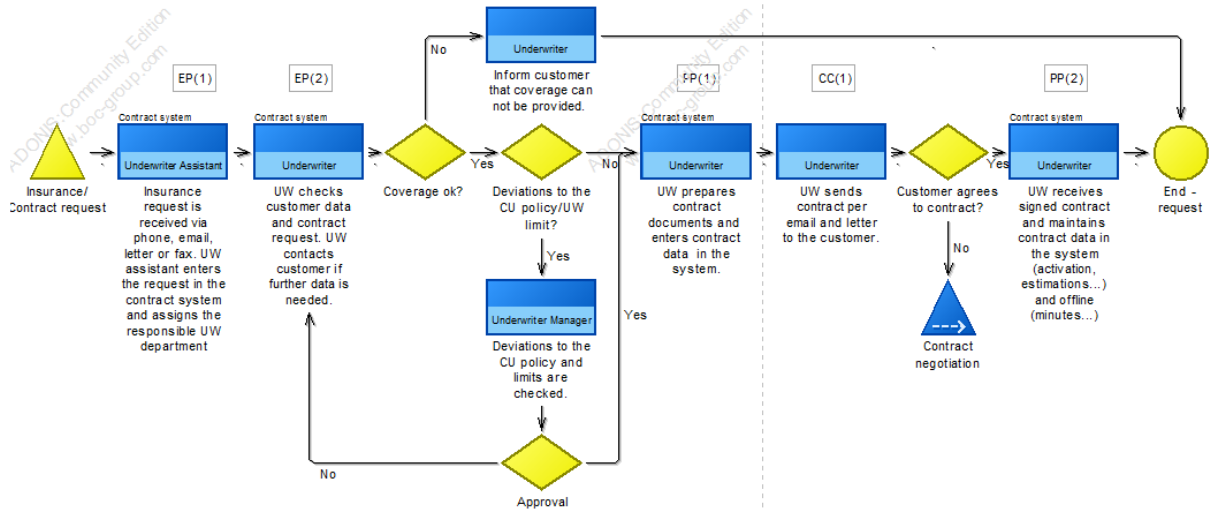 ADONIS:Community Edition
www.boc-group.com
ADONIS:Community Edition
www.boc-group.com
No
Underwriter
Inform customer
that coverage can
not be provided.
EP(1)
EP(2)
PP(1)
CC(1)
PP(2)
Contract system
Underwriter Assistant
Contract system
Underwriter
Contract system
Underwriter
Underwriter
Contract system
Underwriter
Yes
No
Yes
Insurance/
Contract request
Insurance
request is
received via
phone, email,
letter or fax. UW
assistant enters
the request in the
contract system
and assigns the
responsible UW
department
UW checks
customer data
and contract
request. UW
contacts
customer if
further data is
needed.
Coverage ok?
Deviations to the
CU policy/UW
limit?
UW prepares
contract
documents and
enters contract
data in the
system.
UW sends
contract per
email and letter
to the customer.
Customer agrees
to contract?
UW receives
signed contract
and maintains
contract data in
the system
(activation,
estimations...)
and offline
(minutes...)
End -
request
Yes
No
Underwriter Manager
Yes
Deviations to the
CU policy and
limits are
checked.
Contract
negotiation
No
Approval